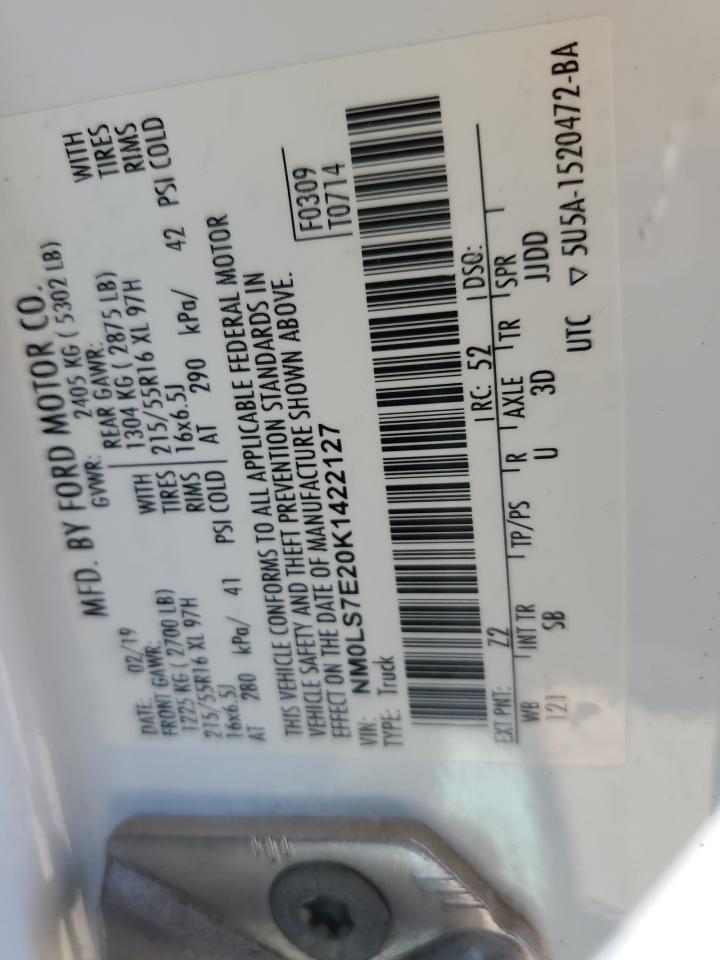 MFD. BY FORD MOTOR CO.
DATE: 02/19 GVWR: 2405 KG ( 5302 LB)
FRONT GAWR: REAR GAWR:
1225 KG ( 2700 LB) WITH 1304 KG ( 2875 LB) WITH
215/55R16 XL 97H TIRES 215/55R16 XL 97H TIRES
16x6.5J RIMS 16x6.5J RIMS
AT 280 kPa/ 41 PSI COLD AT 290 kPa/ 42 PSI COLD
THIS VEHICLE CONFORMS TO ALL APPLICABLE FEDERAL MOTOR
VEHICLE SAFETY AND THEFT PREVENTION STANDARDS IN
EFFECT ON THE DATE OF MANUFACTURE SHOWN ABOVE.
VIN: NM0LS7E20K1422127 F0309
TYPE: Truck T0714
EXT PNT: Z2 RC: 52 DSO:
WB INT TR TP/PS R AXLE TR SPR
121 SB U 3D JJDD
UTC ▽ 5U5A-1520472-BA